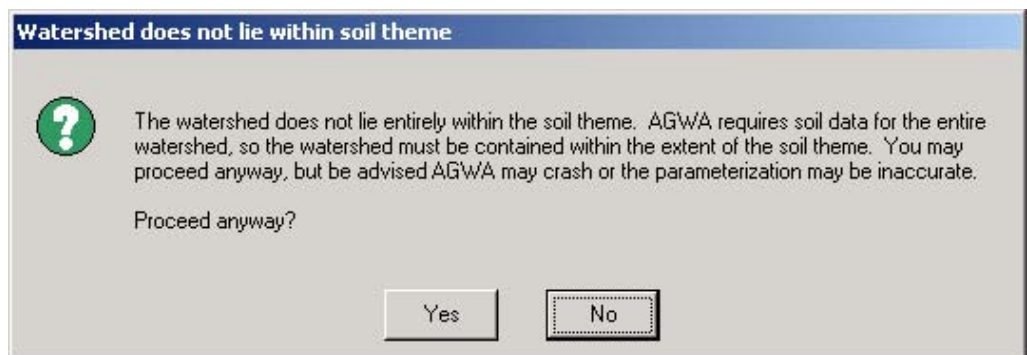 Watershed does not lie within soil theme
The watershed does not lie entirely within the soil theme.  AGWA requires soil data for the entire
watershed, so the watershed must be contained within the extent of the soil theme.  You may
proceed anyway, but be advised AGWA may crash or the parameterization may be inaccurate.
Proceed anyway?
Yes
No